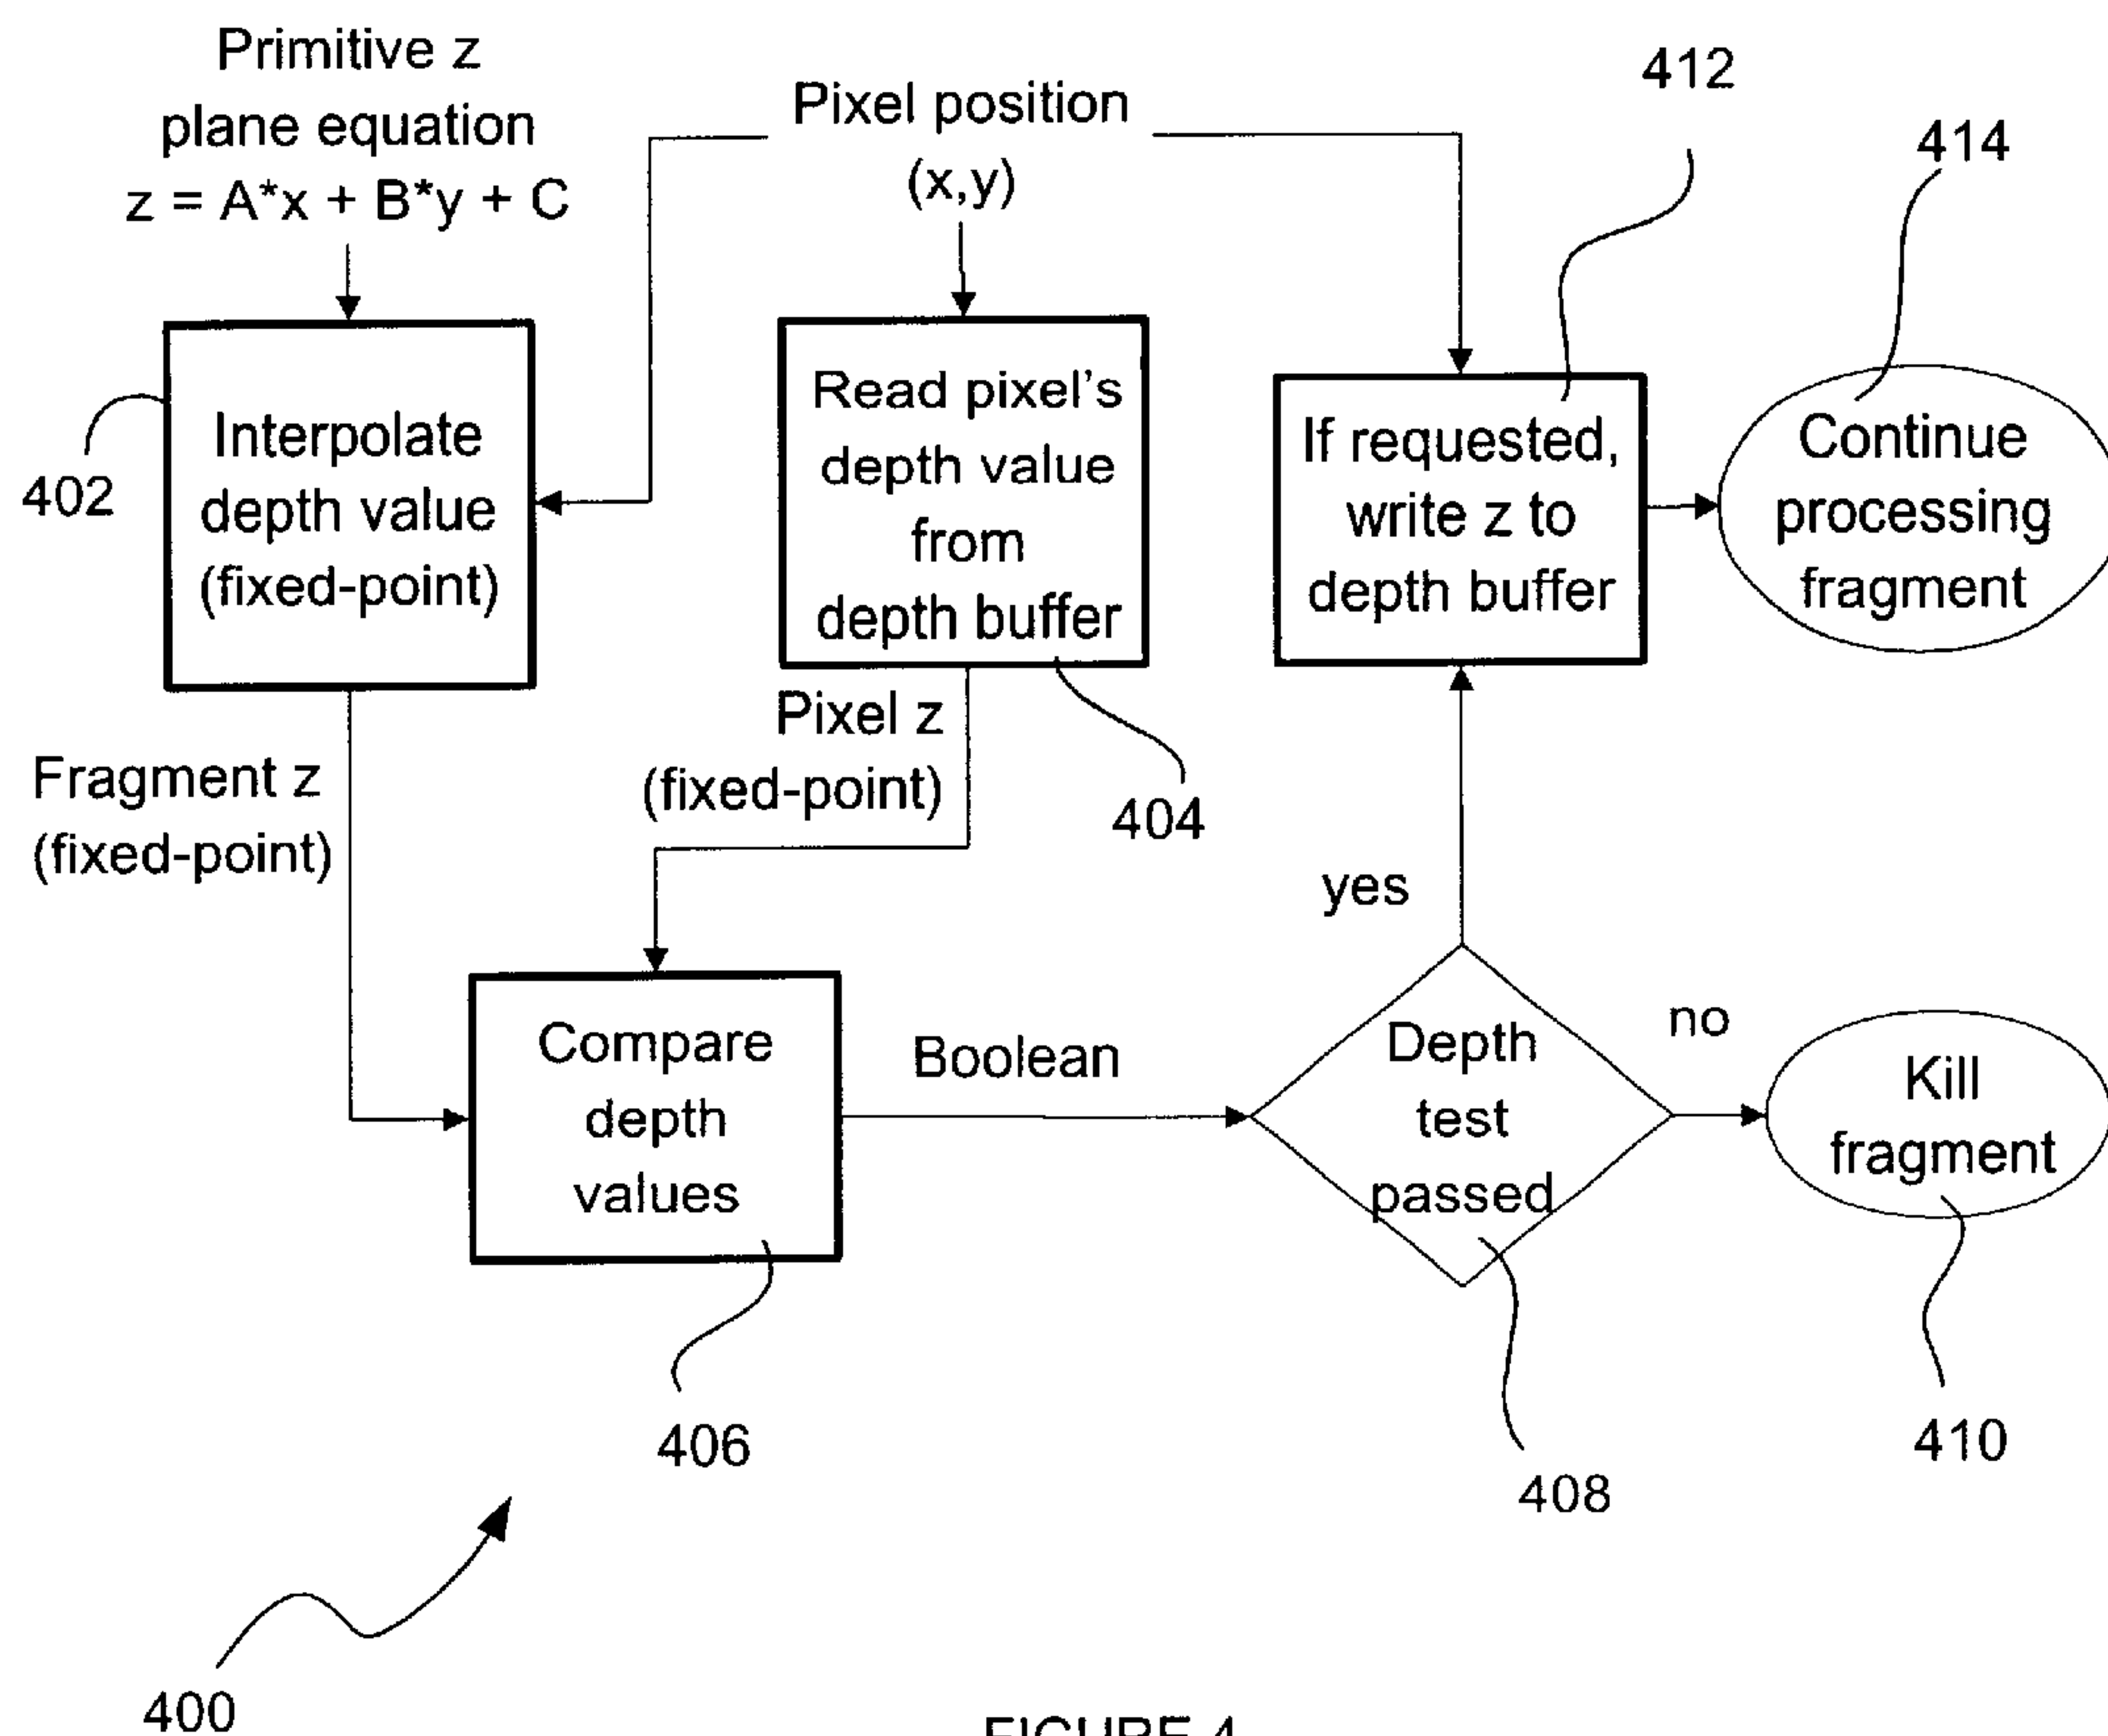 Primitive z
plane equation
z = A*x + B*y + C
Pixel position
(x,y)
412
414
402
Interpolate
depth value
(fixed-point)
Read pixel's
depth value
from
depth buffer
If requested,
write z to
depth buffer
Continue
processing
fragment
Fragment z
(fixed-point)
Pixel z
(fixed-point)
404
yes
Compare
depth
values
Boolean
Depth
test
passed
no
Kill
fragment
406
408
410
400
FIGURE 4